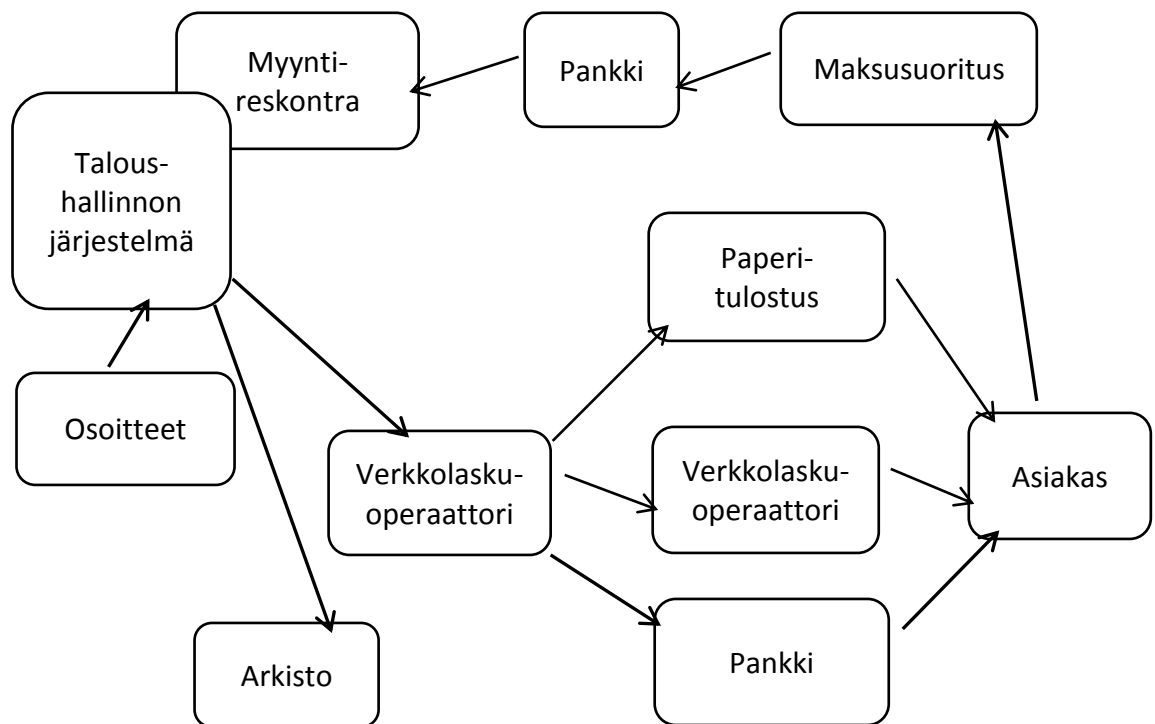 Myynti-
reskontra
Pankki
Maksusuoritus
Talous-
hallinnon
järjestelmä
Paperi-
tulostus
Osoitteet
Verkkolasku-
operaattori
Verkkolasku-
operaattori
Asiakas
Arkisto
Pankki